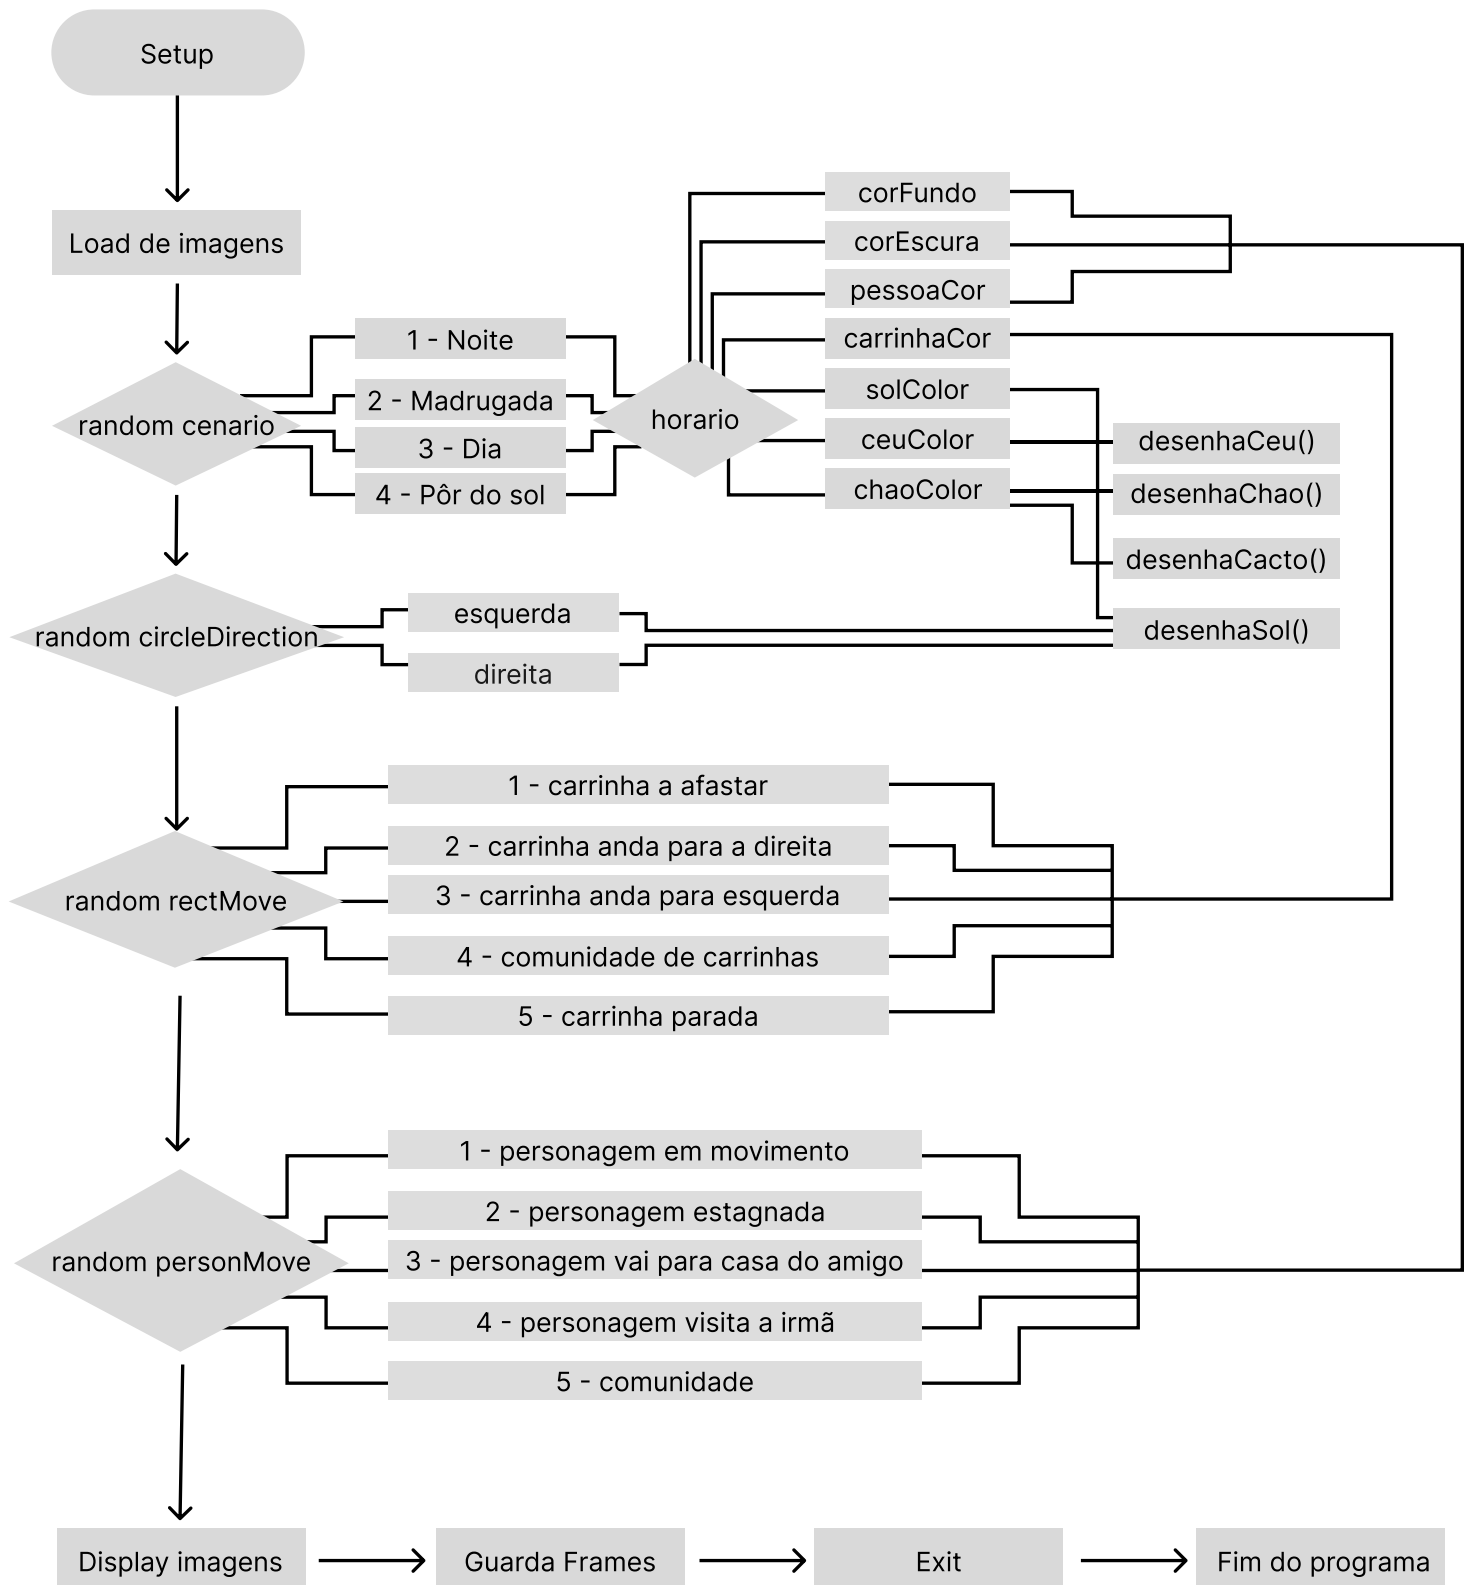 Setup
Load de imagens
random cenario
1 - Noite
2 - Madrugada
3 - Dia
4 - Pôr do sol
horario
corFundo
corEscura
pessoaCor
carrinhaCor
solColor
ceuColor
chaoColor
desenhaCeu()
desenhaChao()
desenhaCacto()
desenhaSol()
random circleDirection
esquerda
direita
random rectMove
1 - carrinha a afastar
2 - carrinha anda para a direita
3 - carrinha anda para esquerda
4 - comunidade de carrinhas
5 - carrinha parada
random personMove
1 - personagem em movimento
2 - personagem estagnada
3 - personagem vai para casa do amigo
4 - personagem visita a irmã
5 - comunidade
Display imagens
Guarda Frames
Exit
Fim do programa